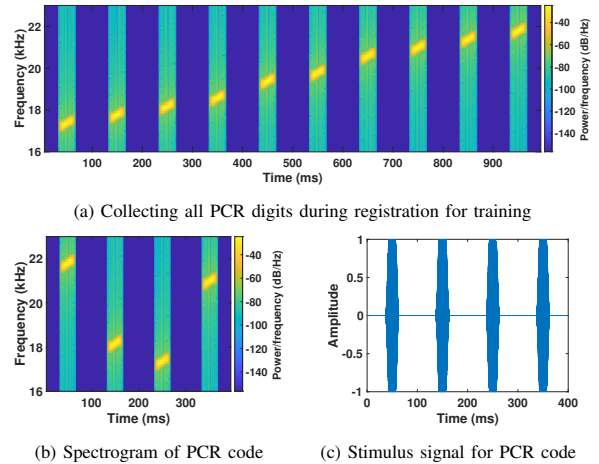 22
20
18
16
Frequency (kHz)
100 200 300 400 500 600 700 800 900
Time (ms)
-40
-60
-80
-100
-120
-140
Power/frequency (dB/Hz)
(a) Collecting all PCR digits during registration for training
22
20
18
16
Frequency (kHz)
100 200 300
Time (ms)
-40
-60
-80
-100
-120
-140
Power/frequency (dB/Hz)
1
0.5
0
-0.5
-1
Amplitude
0 100 200 300 400
Time (ms)
(b) Spectrogram of PCR code
(c) Stimulus signal for PCR code